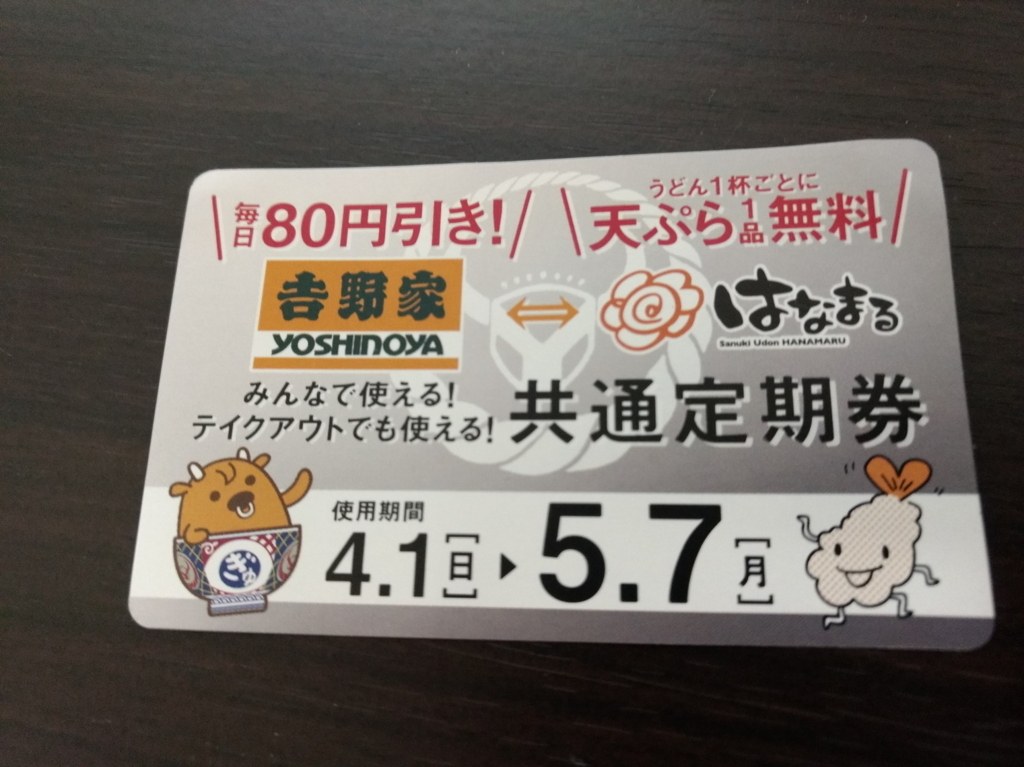 毎日80円引き!
うどん1杯ごとに
天ぷら1品無料
吉野家
YOSHINOYA
はなまる
Sanuki Udon HANAMARU
みんなで使える!
テイクアウトでも使える!
共通定期券
使用期間
4.1[日]▶5.7[月]
ぎゅ